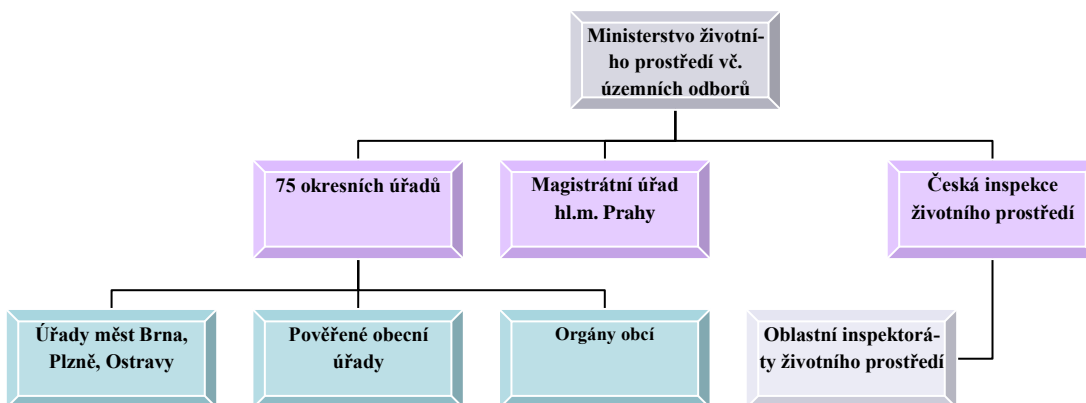 Ministerstvo životní-
ho prostředí vč.
územních odborů
75 okresních úřadů
Magistrátní úřad
hl.m. Prahy
Česká inspekce
životního prostředí
Úřady měst Brna,
Plzně, Ostravy
Pověřené obecní
úřady
Orgány obcí
Oblastní inspektorá-
ty životního prostředí